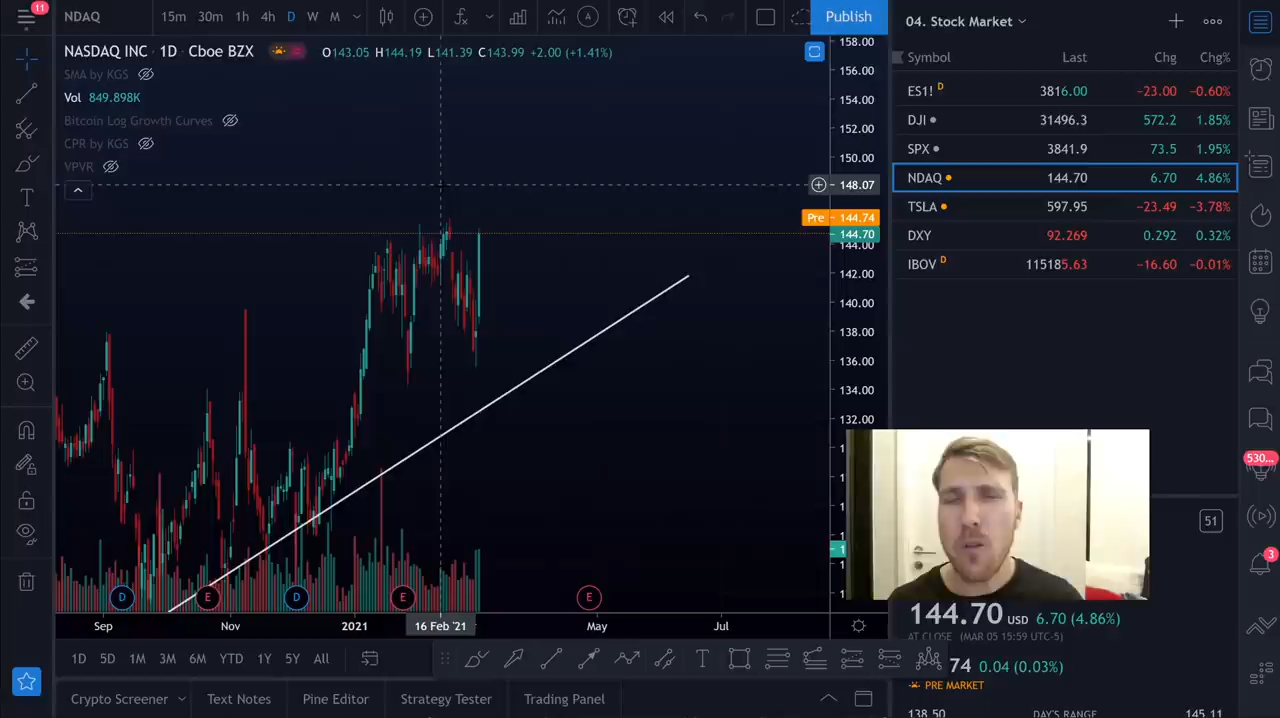 11
NDAQ
15m 30m 1h 4h D W M
Publish
04. Stock Market
NASDAQ INC · 1D · Cboe BZX
O143.05 H144.19 L141.39 C143.99 +2.00 (+1.41%)
SMA by KGS
Vol 849.898K
Bitcoin Log Growth Curves
CPR by KGS
VPVR
158.00
156.00
154.00
152.00
150.00
148.07
Pre 144.74
144.70
144.00
142.00
140.00
138.00
136.00
134.00
132.00
Symbol Last Chg Chg%
ES1! D 3816.00 −23.00 −0.60%
DJI 31496.3 572.2 1.85%
SPX 3841.9 73.5 1.95%
NDAQ 144.70 6.70 4.86%
TSLA 597.95 −23.49 −3.78%
DXY 92.269 0.292 0.32%
IBOV D 115185.63 −16.60 −0.01%
530...
51
3
D E D E E
Sep Nov 2021 16 Feb '21 May Jul
144.70 USD 6.70 (4.86%)
AT CLOSE (MAR 05 15:59 UTC-5)
74 0.04 (0.03%)
PRE MARKET
138.50 DAY'S RANGE 145.11
1D 5D 1M 3M 6M YTD 1Y 5Y All
Crypto Screener Text Notes Pine Editor Strategy Tester Trading Panel